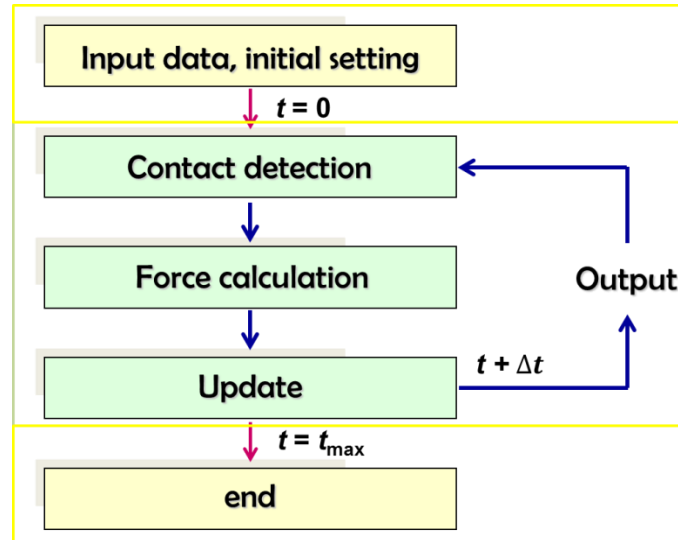 Input data, initial setting
t = 0
Contact detection
Force calculation
Output
Update
t + Δt
t = tmax
end